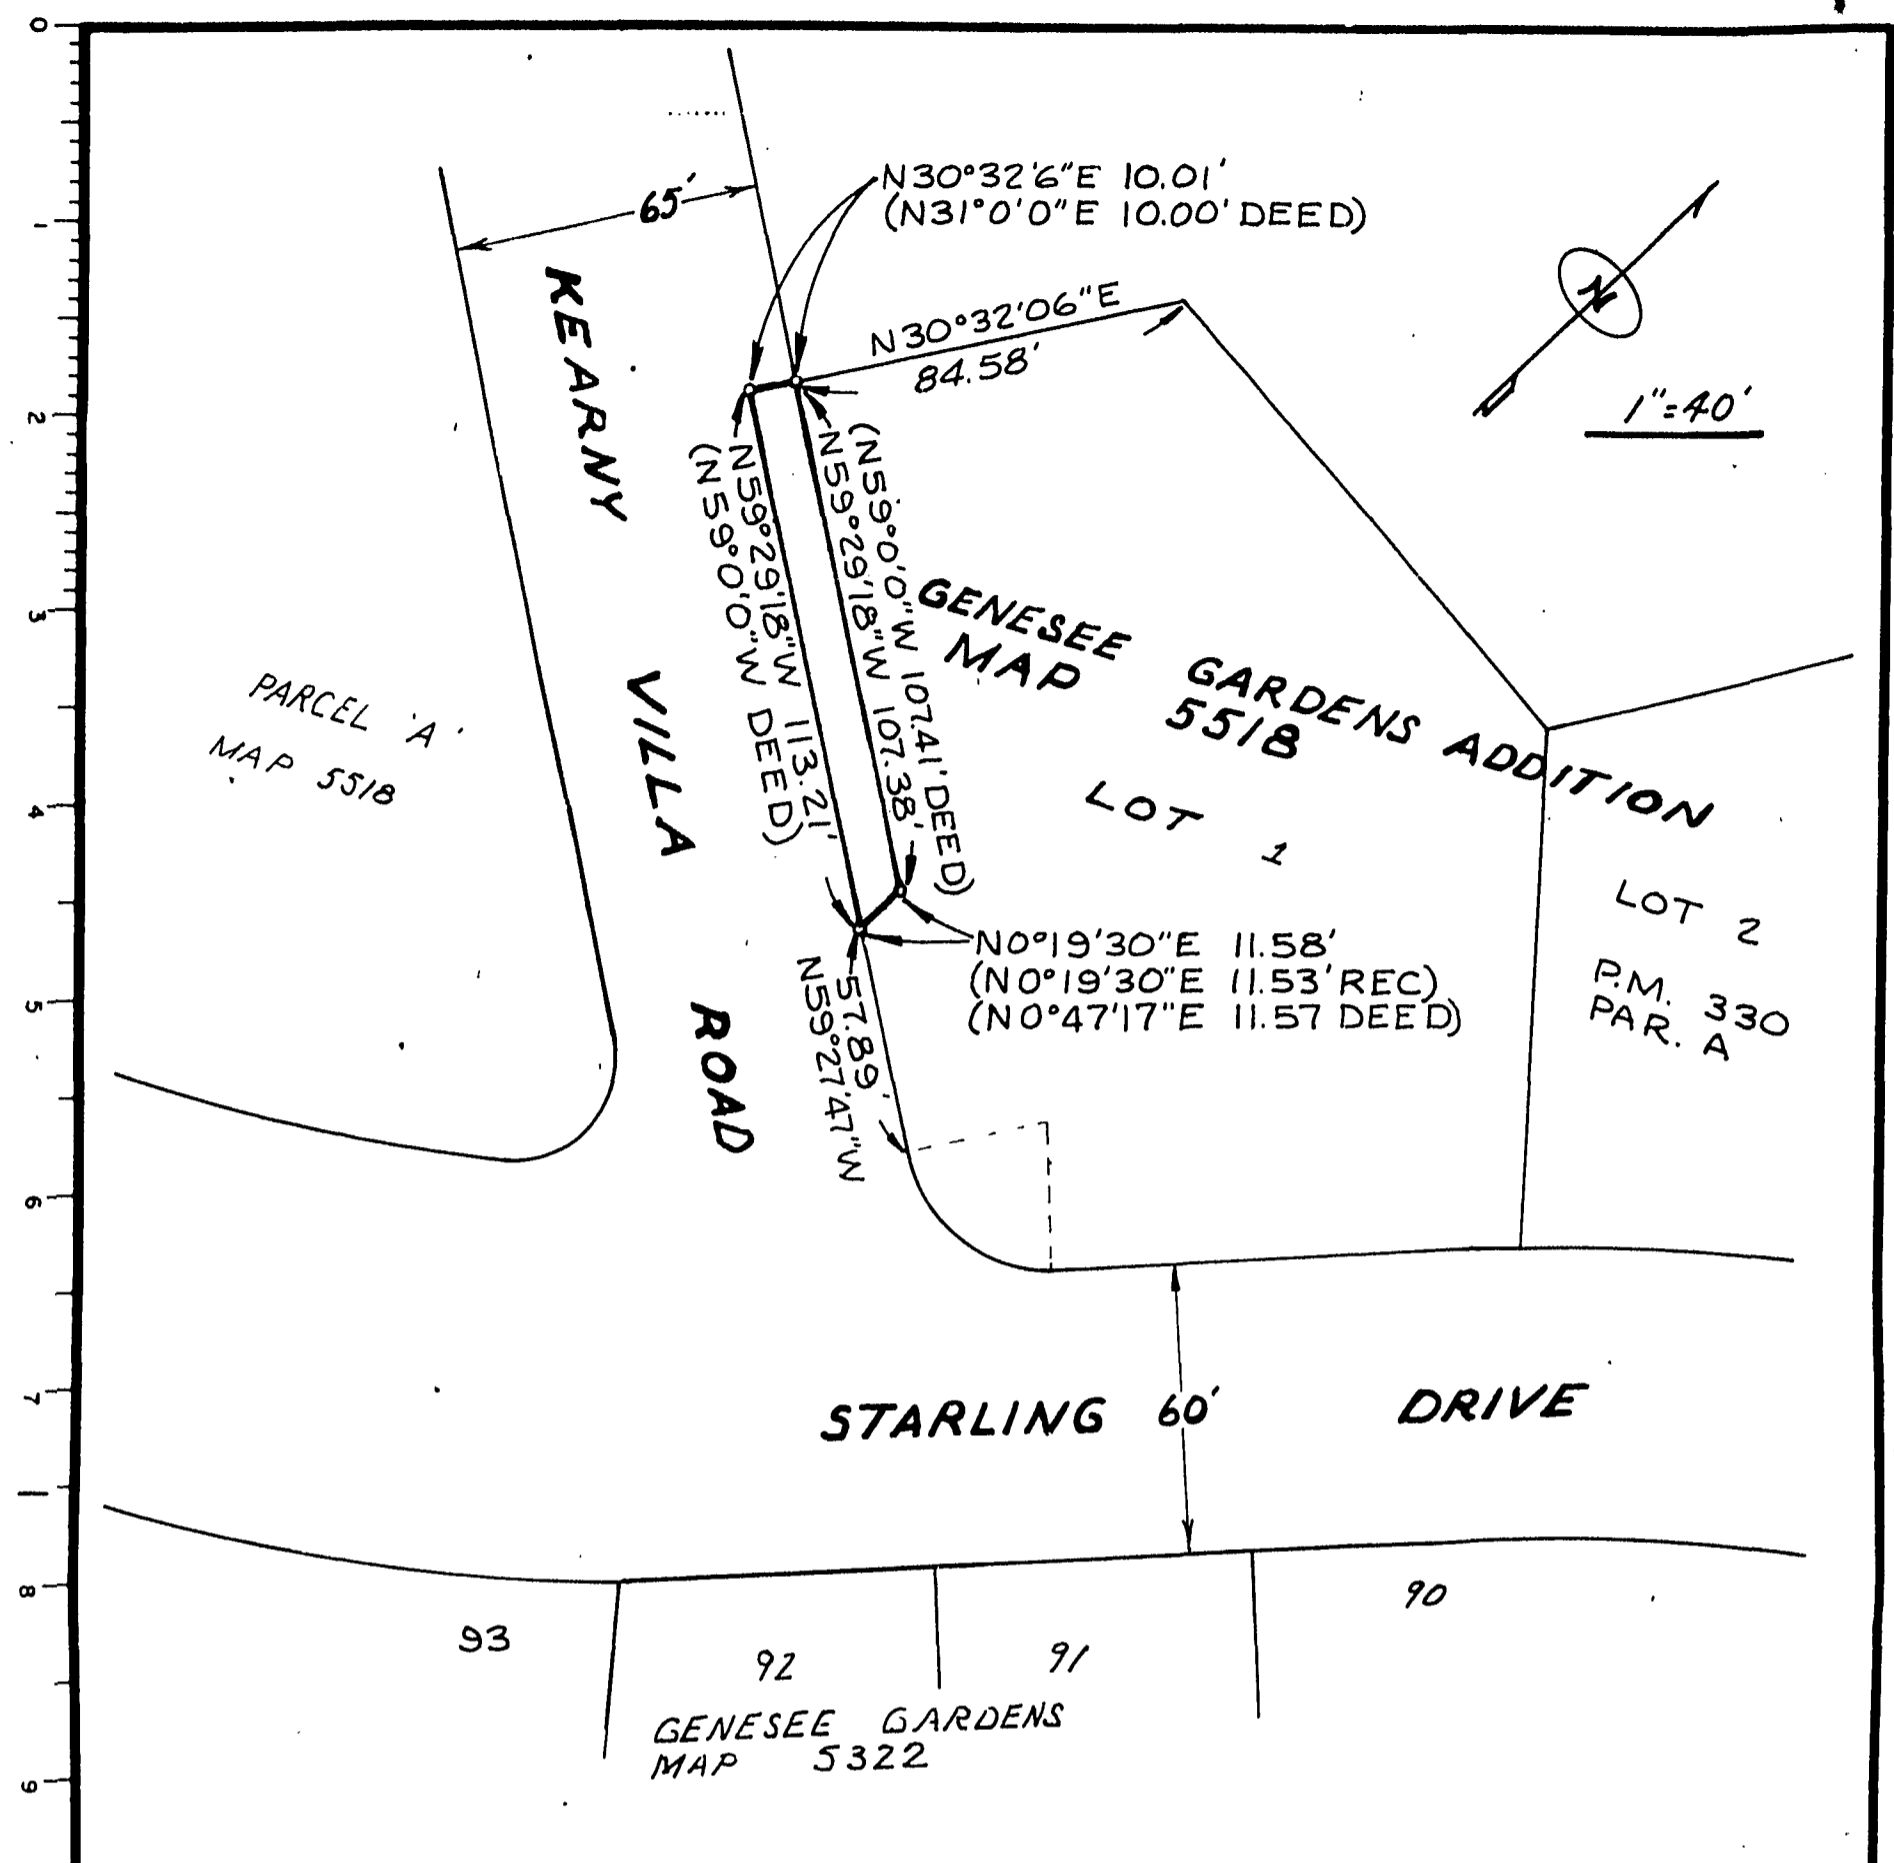 0
1
2
3
4
5
6
7
8
9
65'
N30°32'6"E 10.01'
(N31°0'0"E 10.00' DEED)
N30°32'06"E
84.58'
N
1"=40'
KEARNY VILLA ROAD
(N59°0'0"W 107.41' DEED)
N59°29'18"W 107.38'
N59°29'18"W 113.21'
(N59°0'0"W DEED)
GENESEE GARDENS ADDITION
MAP 5518
PARCEL 'A'
MAP 5518
LOT 1
LOT 2
P.M. 330
PAR. A
N0°19'30"E 11.58'
(N0°19'30"E 11.53' REC)
(N0°47'17"E 11.57 DEED)
57.89'
N59°27'47"W
STARLING 60' DRIVE
93
92
91
90
GENESEE GARDENS
MAP 5322